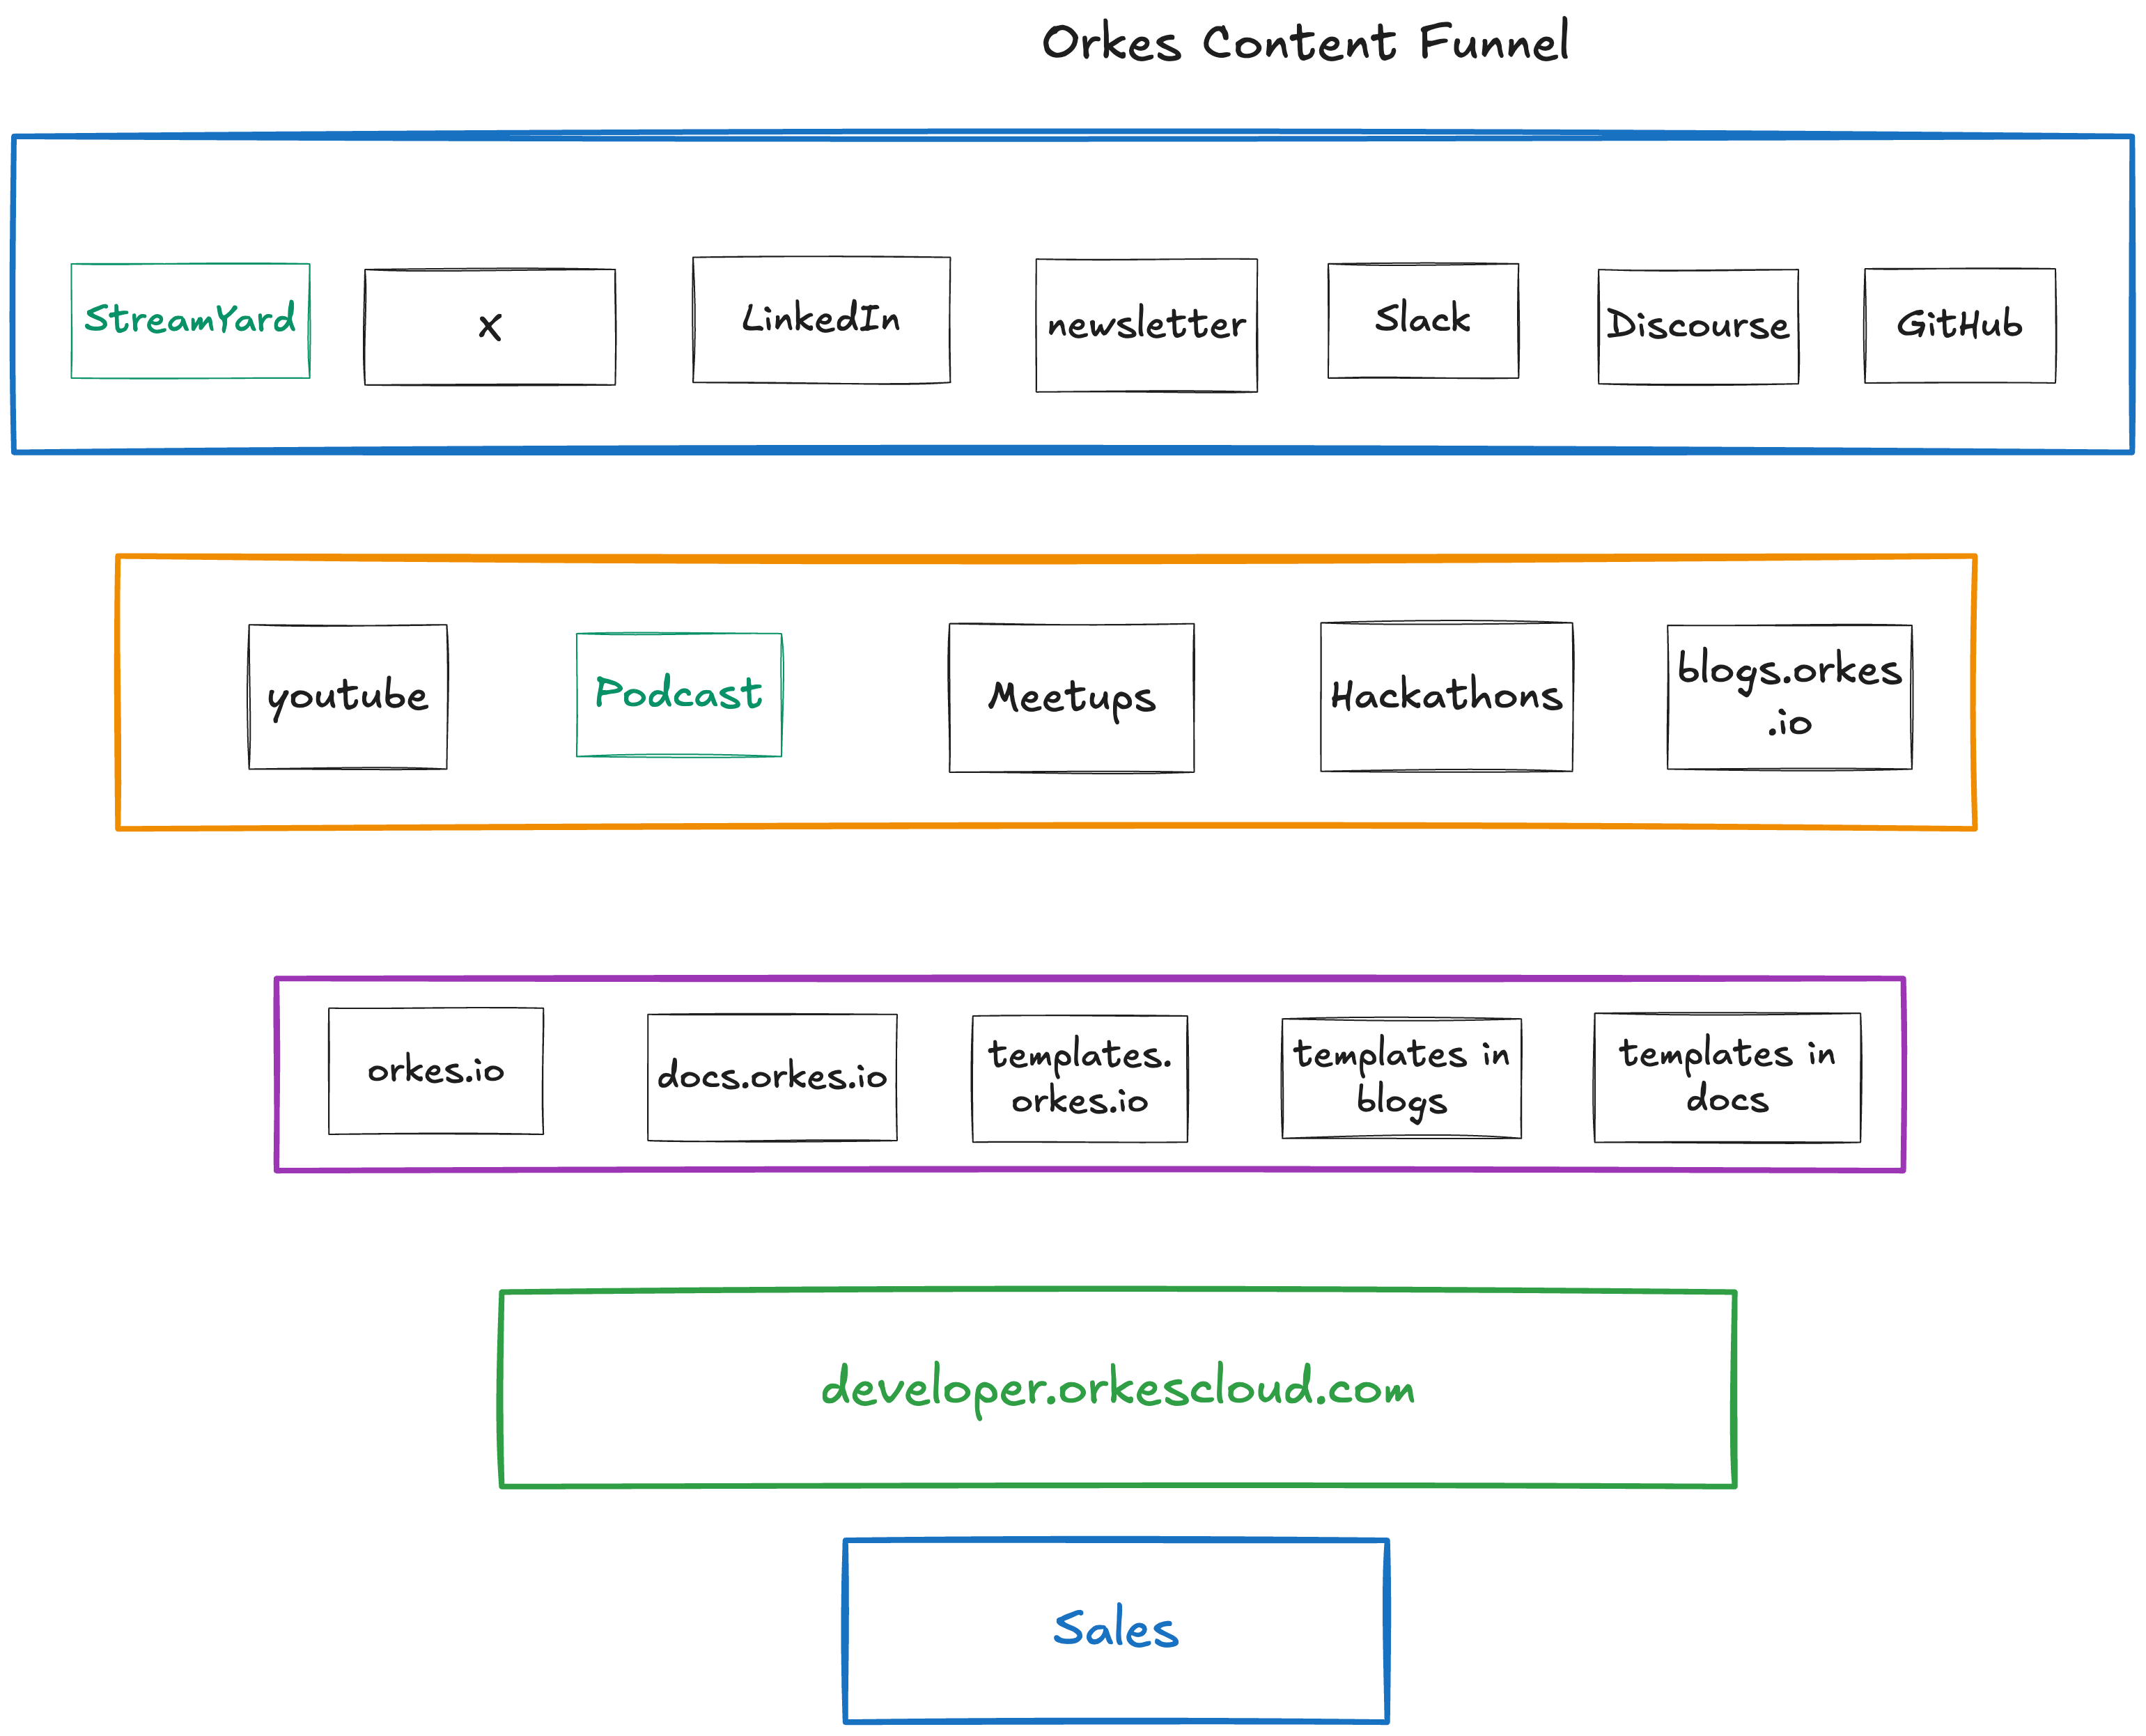 Orkes Content Funnel
StreamYard
X
LinkedIn
newsletter
Slack
Discourse
GitHub
youtube
Podcast
Meetups
Hackathons
blogs.orkes
.io
orkes.io
docs.orkes.io
templates.
orkes.io
templates in
blogs
templates in
docs
developer.orkescloud.com
Sales